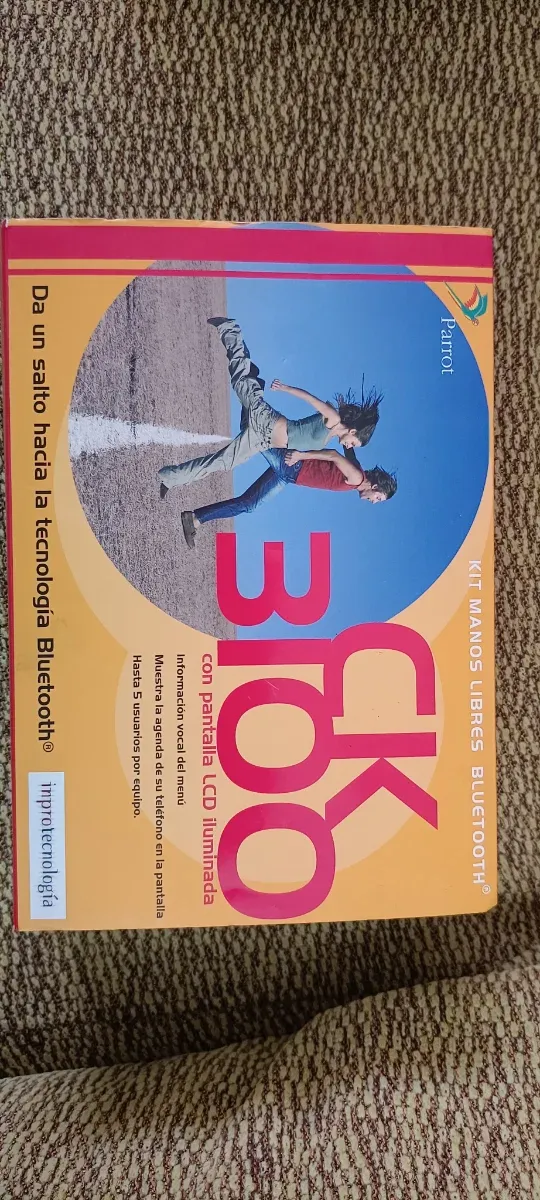 Parrot
KIT MANOS LIBRES BLUETOOTH®
CK
3100
con pantalla LCD iluminada
Información vocal del menú
Muestra la agenda de su teléfono en la pantalla
Hasta 5 usuarios por equipo.
Da un salto hacia la tecnología Bluetooth®
improtecnología